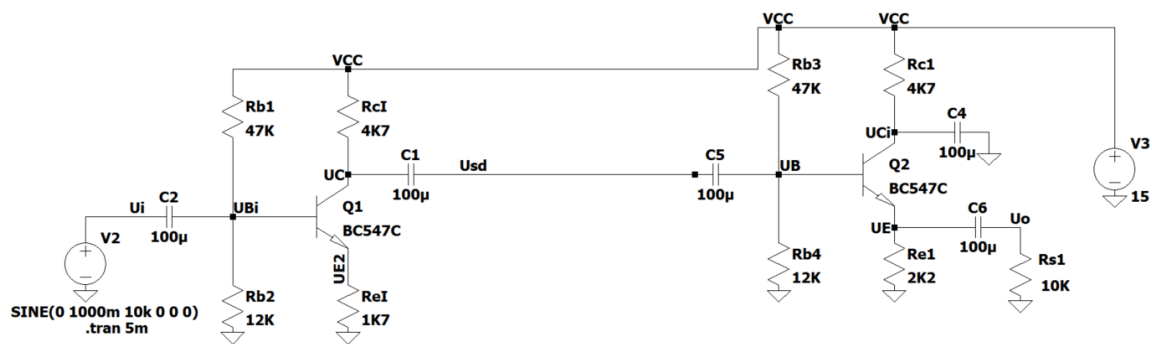 VCC
VCC
VCC
Rb3
47K
Rc1
4K7
Rb1
47K
RcI
4K7
C4
100µ
UCi
V3
15
C1
100µ
UC
Usd
C5
100µ
UB
Q2
BC547C
C2
100µ
Ui
UBi
Q1
BC547C
C6
100µ
UE
Uo
V2
UE2
Rb4
12K
Re1
2K2
Rs1
10K
Rb2
12K
ReI
1K7
SINE(0 1000m 10k 0 0 0)
.tran 5m